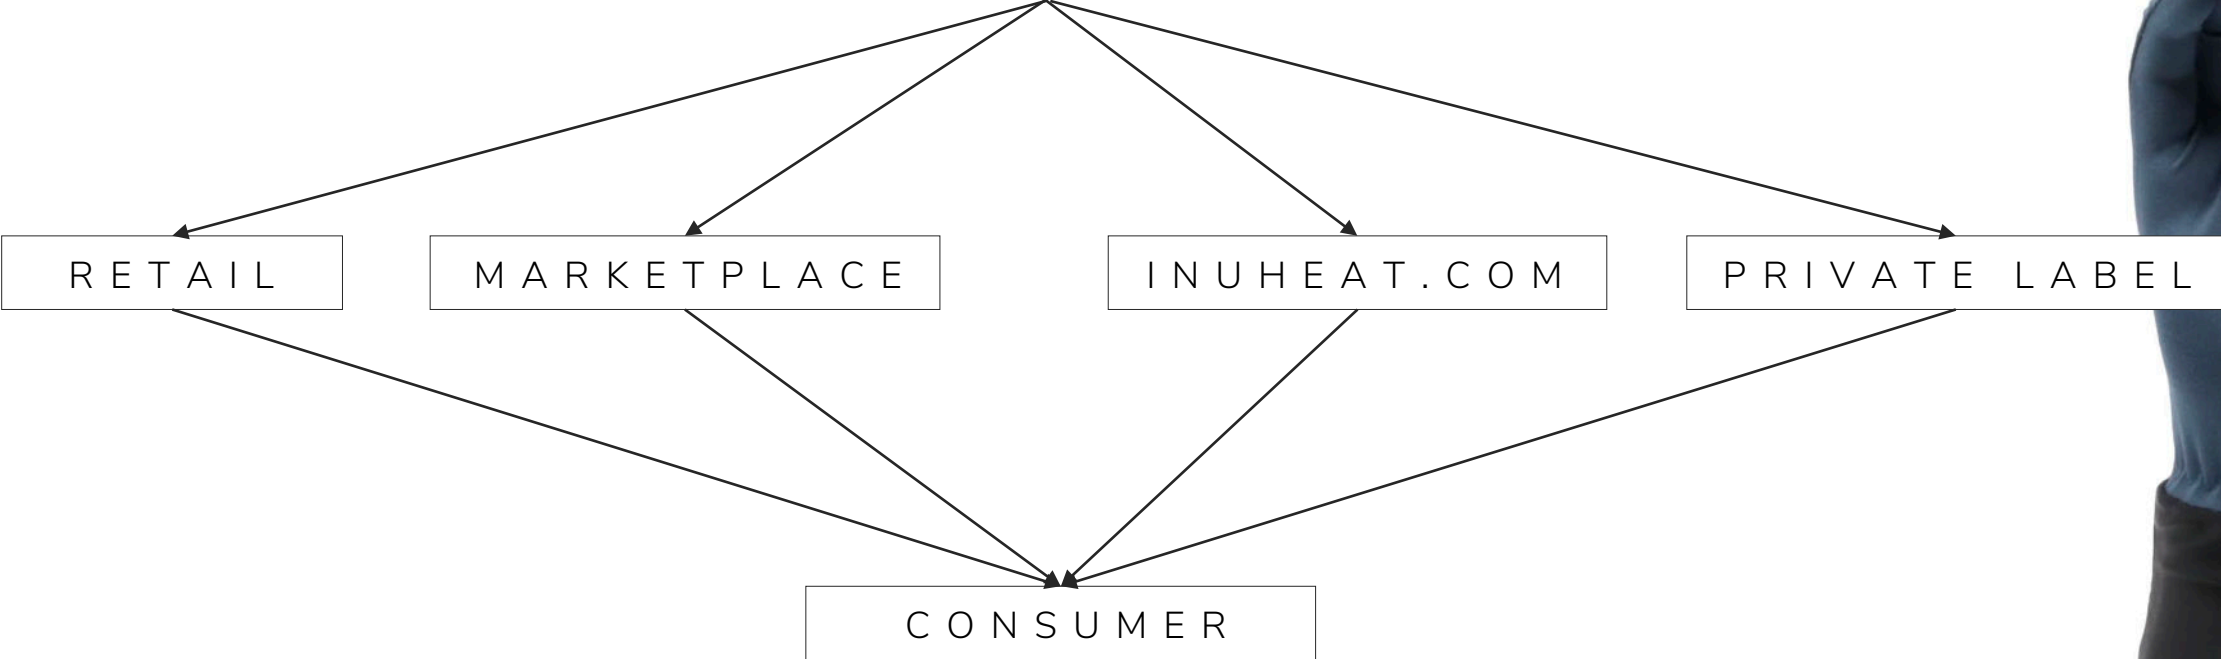 RETAIL
MARKETPLACE
INUHEAT.COM
PRIVATE LABEL
CONSUMER